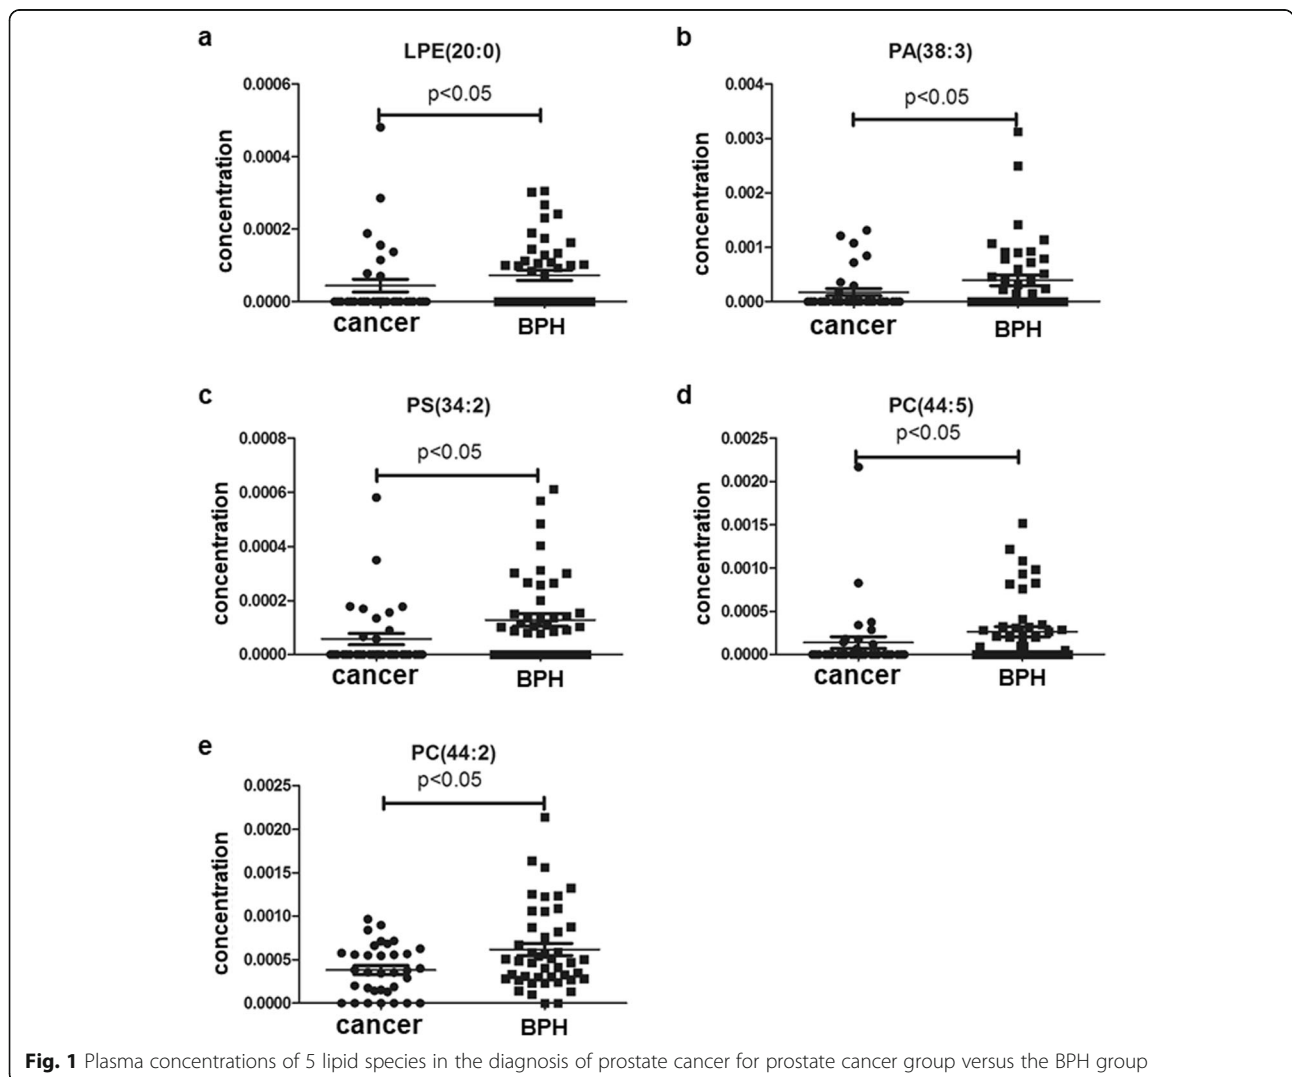 a
LPE(20:0)
p<0.05
concentration
0.0006
0.0004
0.0002
0.0000
cancer
BPH
b
PA(38:3)
p<0.05
concentration
0.004
0.003
0.002
0.001
0.000
cancer
BPH
c
PS(34:2)
p<0.05
concentration
0.0008
0.0006
0.0004
0.0002
0.0000
cancer
BPH
d
PC(44:5)
p<0.05
concentration
0.0025
0.0020
0.0015
0.0010
0.0005
0.0000
cancer
BPH
e
PC(44:2)
p<0.05
concentration
0.0025
0.0020
0.0015
0.0010
0.0005
0.0000
cancer
BPH
Fig. 1 Plasma concentrations of 5 lipid species in the diagnosis of prostate cancer for prostate cancer group versus the BPH group